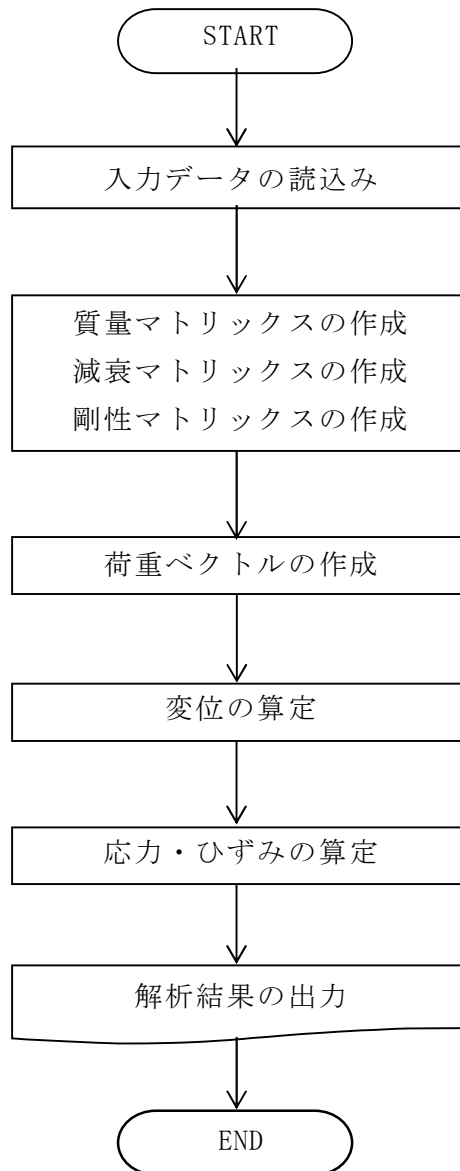 START
入力データの読込み
質量マトリックスの作成
減衰マトリックスの作成
剛性マトリックスの作成
荷重ベクトルの作成
変位の算定
応力・ひずみの算定
解析結果の出力
END